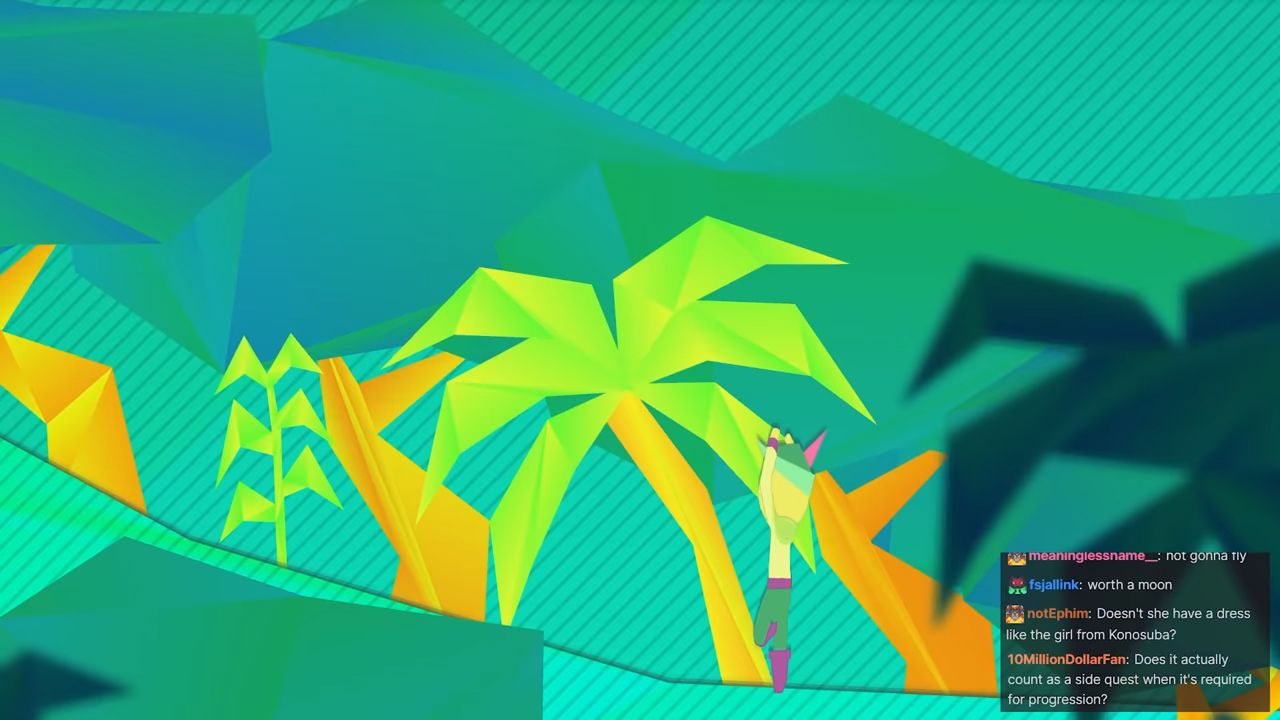 meaninglessname__: not gonna fly
fsjallink: worth a moon
notEphim: Doesn't she have a dress
like the girl from Konosuba?
10MillionDollarFan: Does it actually
count as a side quest when it's required
for progression?